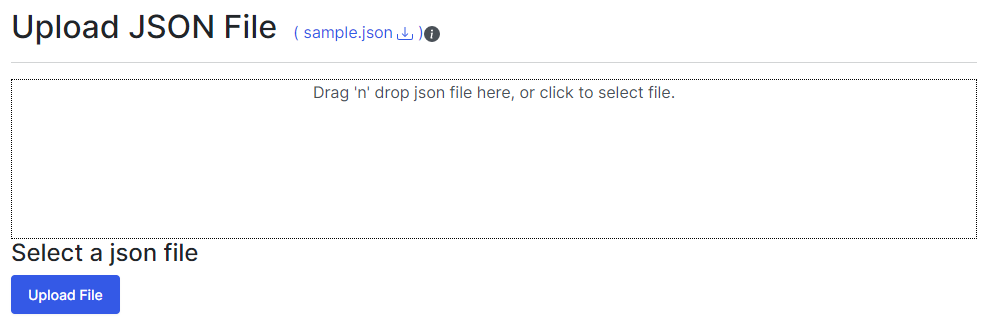 Upload JSON File ( sample.json )
Drag 'n' drop json file here, or click to select file.
Select a json file
Upload File